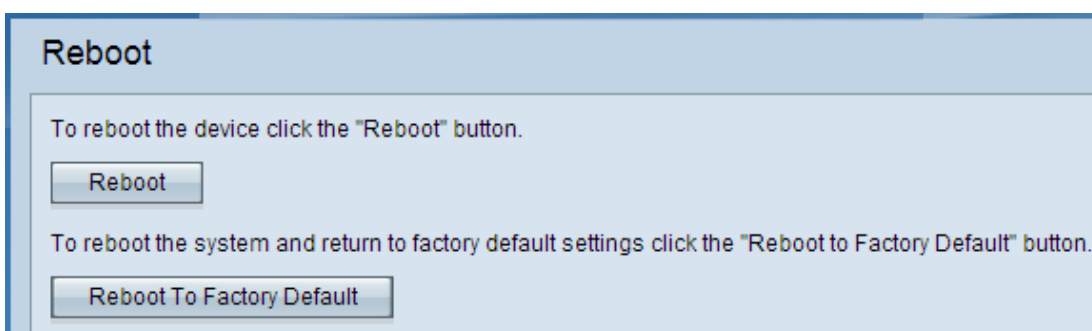 Reboot
To reboot the device click the "Reboot" button.
Reboot
To reboot the system and return to factory default settings click the "Reboot to Factory Default" button.
Reboot To Factory Default